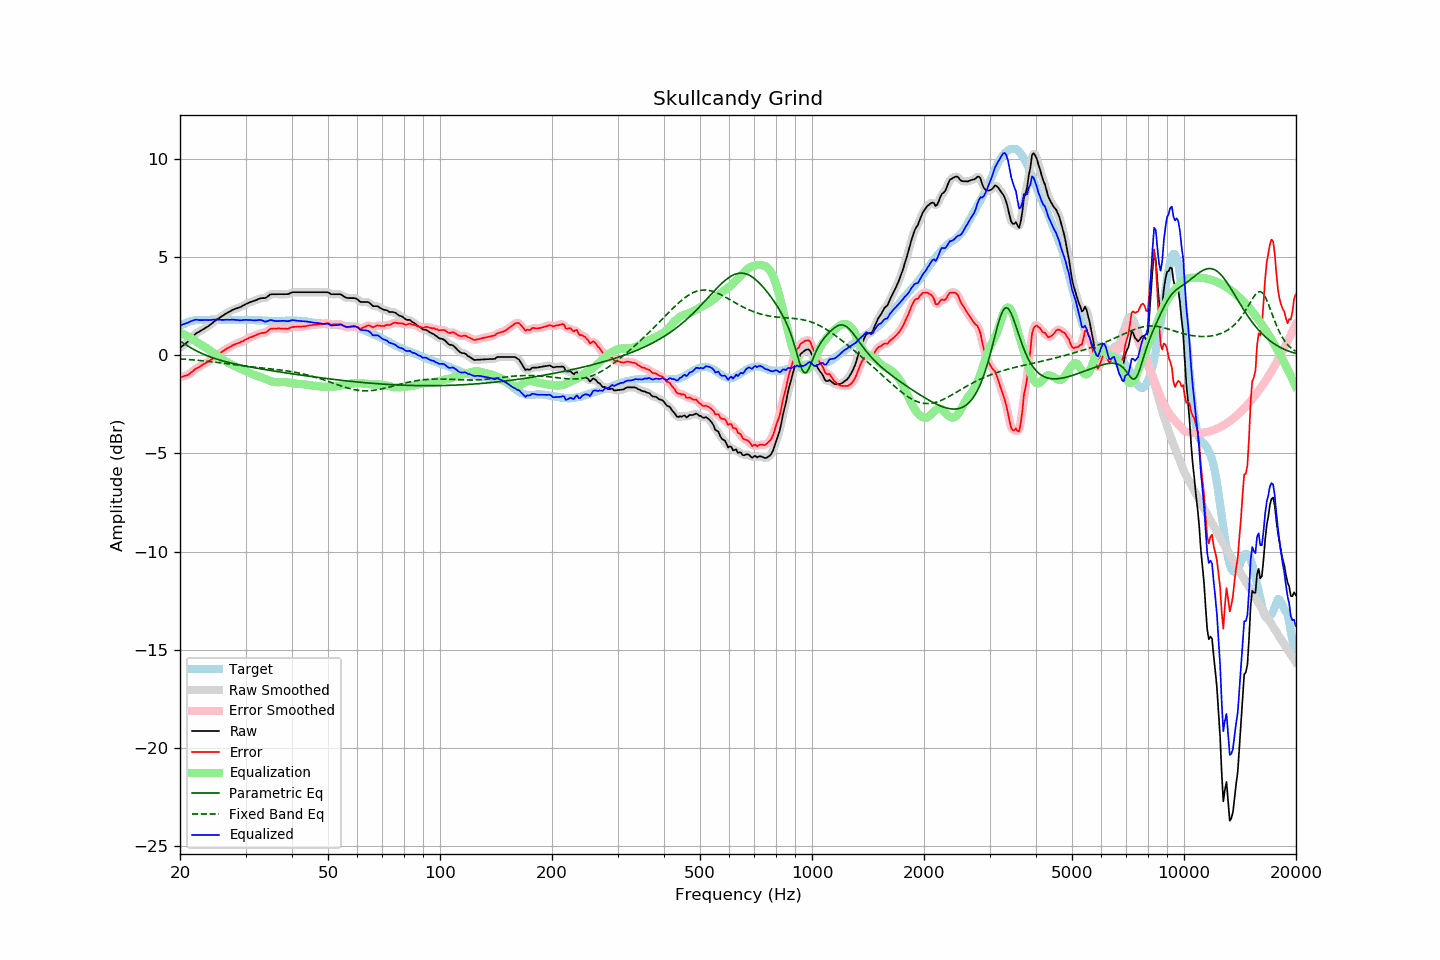 Skullcandy Grind
Amplitude (dBr)
10
5
0
−5
−10
−15
−20
−25
Target
Raw Smoothed
Error Smoothed
Raw
Error
Equalization
Parametric Eq
Fixed Band Eq
Equalized
20 50 100 200 500 1000 2000 5000 10000 20000
Frequency (Hz)